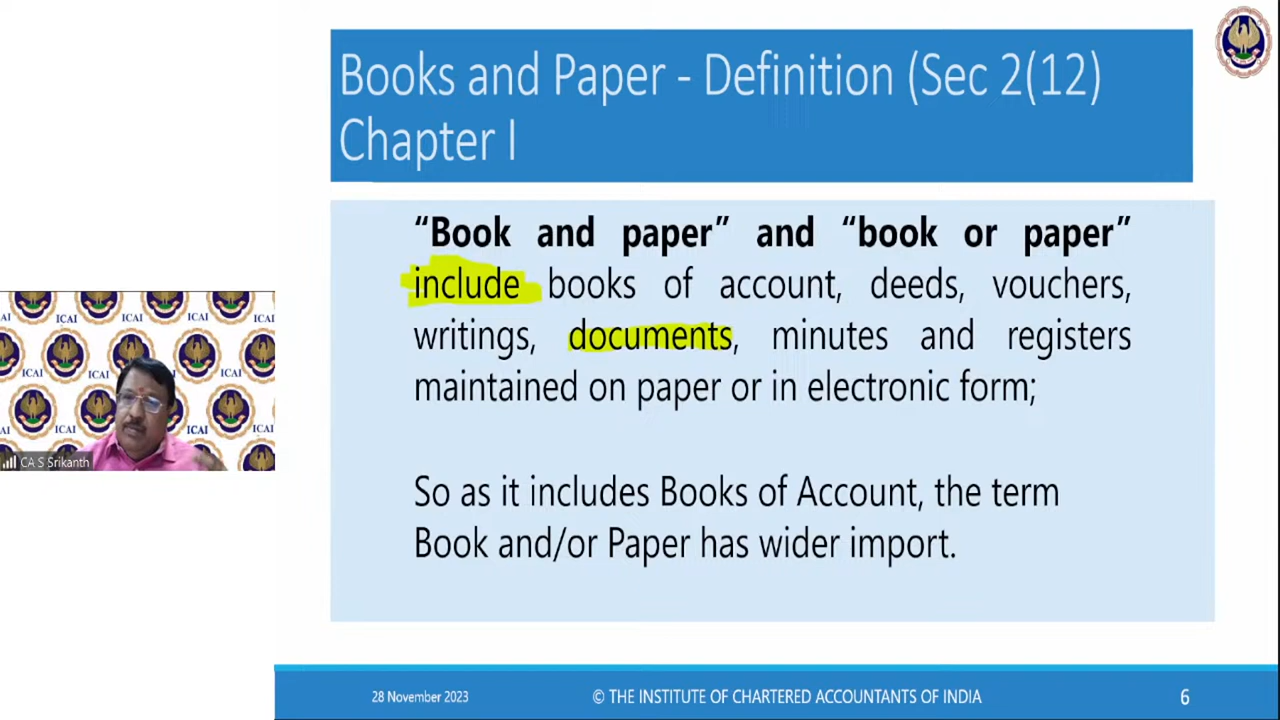 Books and Paper - Definition (Sec 2(12)
Chapter I
“Book and paper” and “book or paper”
include books of account, deeds, vouchers,
writings, documents, minutes and registers
maintained on paper or in electronic form;
So as it includes Books of Account, the term
Book and/or Paper has wider import.
ICAI
ICAI
CA S Srikanth
28 November 2023
© THE INSTITUTE OF CHARTERED ACCOUNTANTS OF INDIA
6